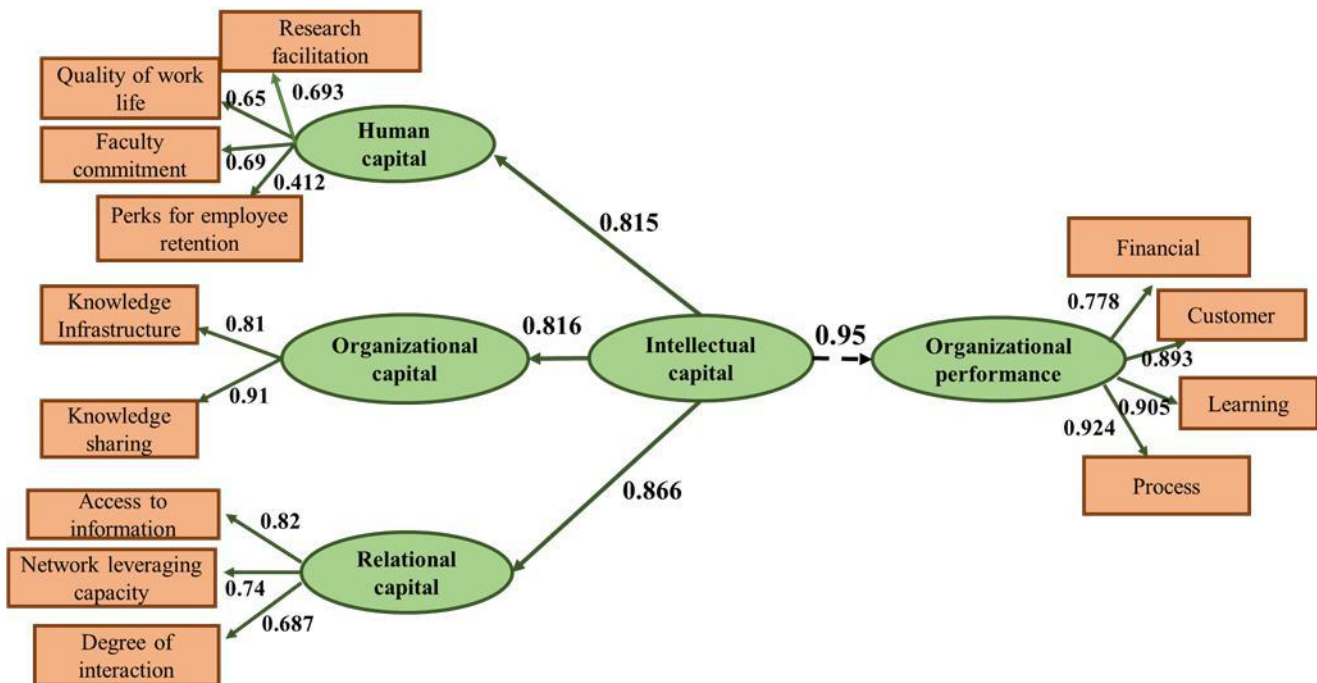 Research
facilitation
Quality of work
life
0.65
0.693
Faculty
commitment
0.69
0.412
Perks for employee
retention
Human
capital
0.815
Knowledge
Infrastructure
0.81
Knowledge
sharing
0.91
Organizational
capital
0.816
Intellectual
capital
0.95
Organizational
performance
Financial
0.778
Customer
0.893
Learning
0.905
0.924
Process
0.866
Access to
information
0.82
Network leveraging
capacity
0.74
Degree of
interaction
0.687
Relational
capital